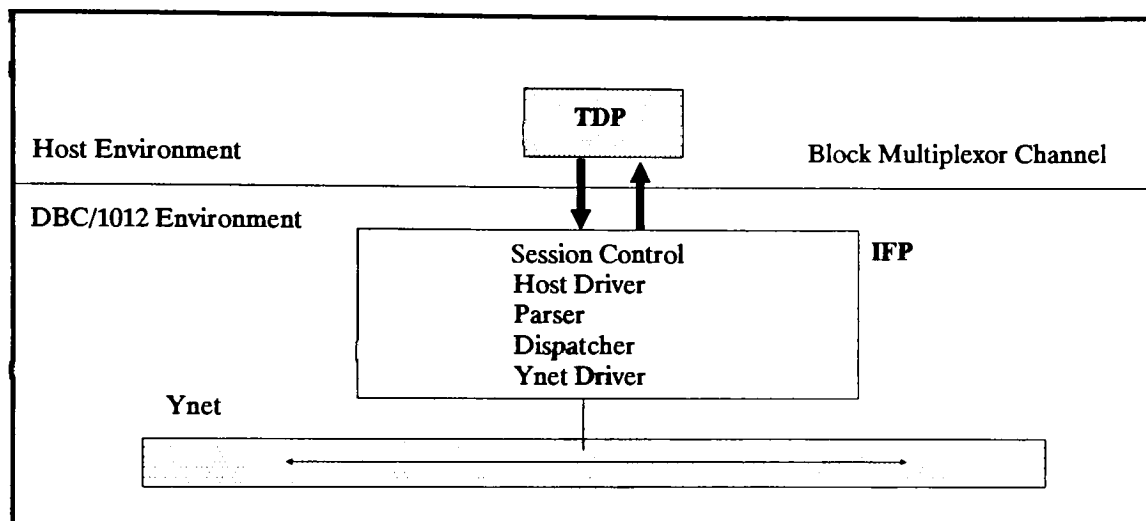 TDP
Host Environment
Block Multiplexor Channel
DBC/1012 Environment
Session Control
IFP
Host Driver
Parser
Dispatcher
Ynet Driver
Ynet